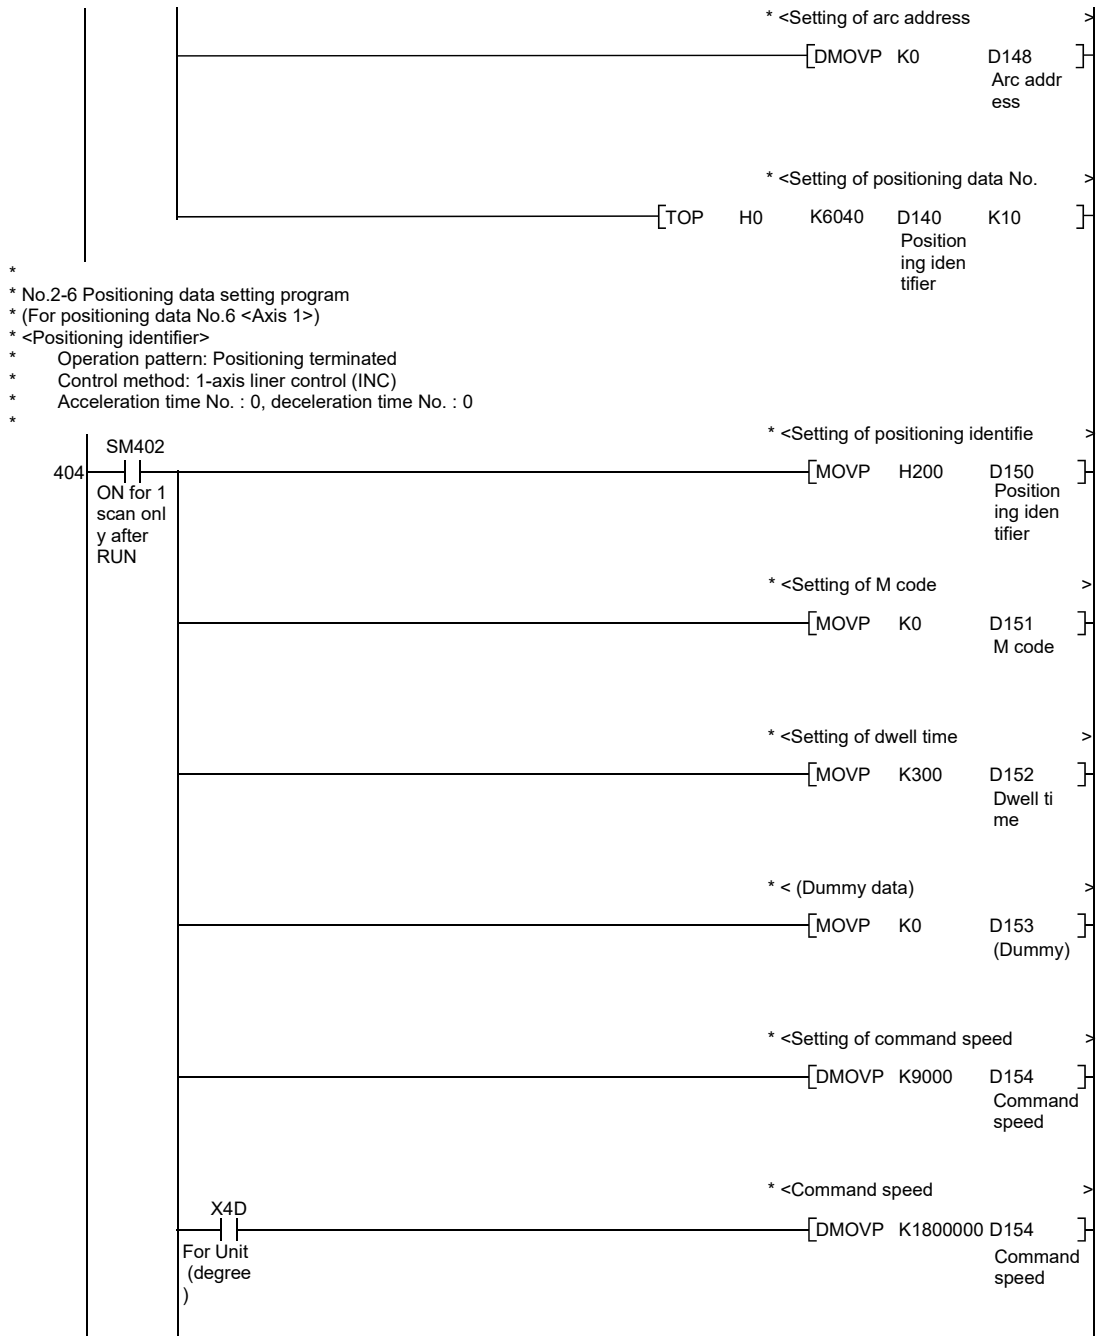 * <Setting of arc address >
DMOVP K0 D148
Arc addr
ess
* <Setting of positioning data No. >
TOP H0 K6040 D140 K10
Position
ing iden
tifier
*
* No.2-6 Positioning data setting program
* (For positioning data No.6 <Axis 1>)
* <Positioning identifier>
* Operation pattern: Positioning terminated
* Control method: 1-axis liner control (INC)
* Acceleration time No. : 0, deceleration time No. : 0
*
* <Setting of positioning identifie >
SM402
404
MOVP H200 D150
ON for 1
scan onl
y after
RUN
Position
ing iden
tifier
* <Setting of M code >
MOVP K0 D151
M code
* <Setting of dwell time >
MOVP K300 D152
Dwell ti
me
* < (Dummy data) >
MOVP K0 D153
(Dummy)
* <Setting of command speed >
DMOVP K9000 D154
Command
speed
* <Command speed >
X4D
DMOVP K1800000 D154
For Unit
(degree
)
Command
speed